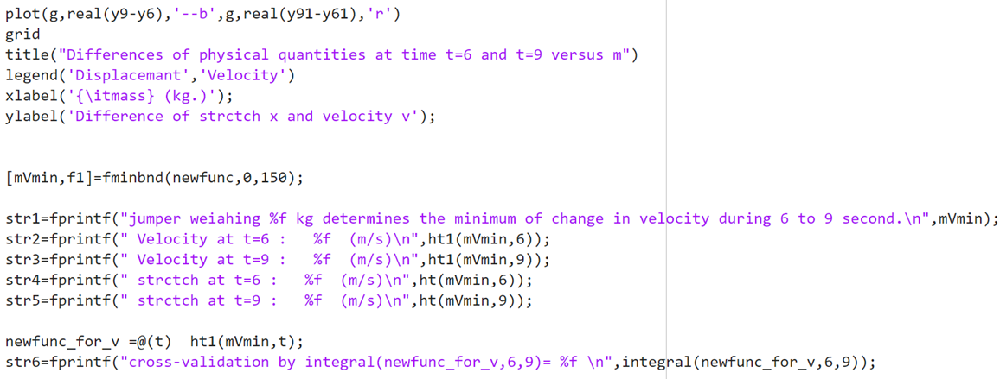 plot(g,real(y9-y6),'--b',g,real(y91-y61),'r')
grid
title("Differences of physical quantities at time t=6 and t=9 versus m")
legend('Displacemant','Velocity')
xlabel('{\itmass} (kg.)');
ylabel('Difference of strctch x and velocity v');
[mVmin,f1]=fminbnd(newfunc,0,150);
str1=fprintf("jumper weiahing %f kg determines the minimum of change in velocity during 6 to 9 second.\n",mVmin);
str2=fprintf(" Velocity at t=6 :   %f  (m/s)\n",ht1(mVmin,6));
str3=fprintf(" Velocity at t=9 :   %f  (m/s)\n",ht1(mVmin,9));
str4=fprintf(" strctch at t=6 :   %f  (m/s)\n",ht(mVmin,6));
str5=fprintf(" strctch at t=9 :   %f  (m/s)\n",ht(mVmin,9));
newfunc_for_v =@(t)  ht1(mVmin,t);
str6=fprintf("cross-validation by integral(newfunc_for_v,6,9)= %f \n",integral(newfunc_for_v,6,9));